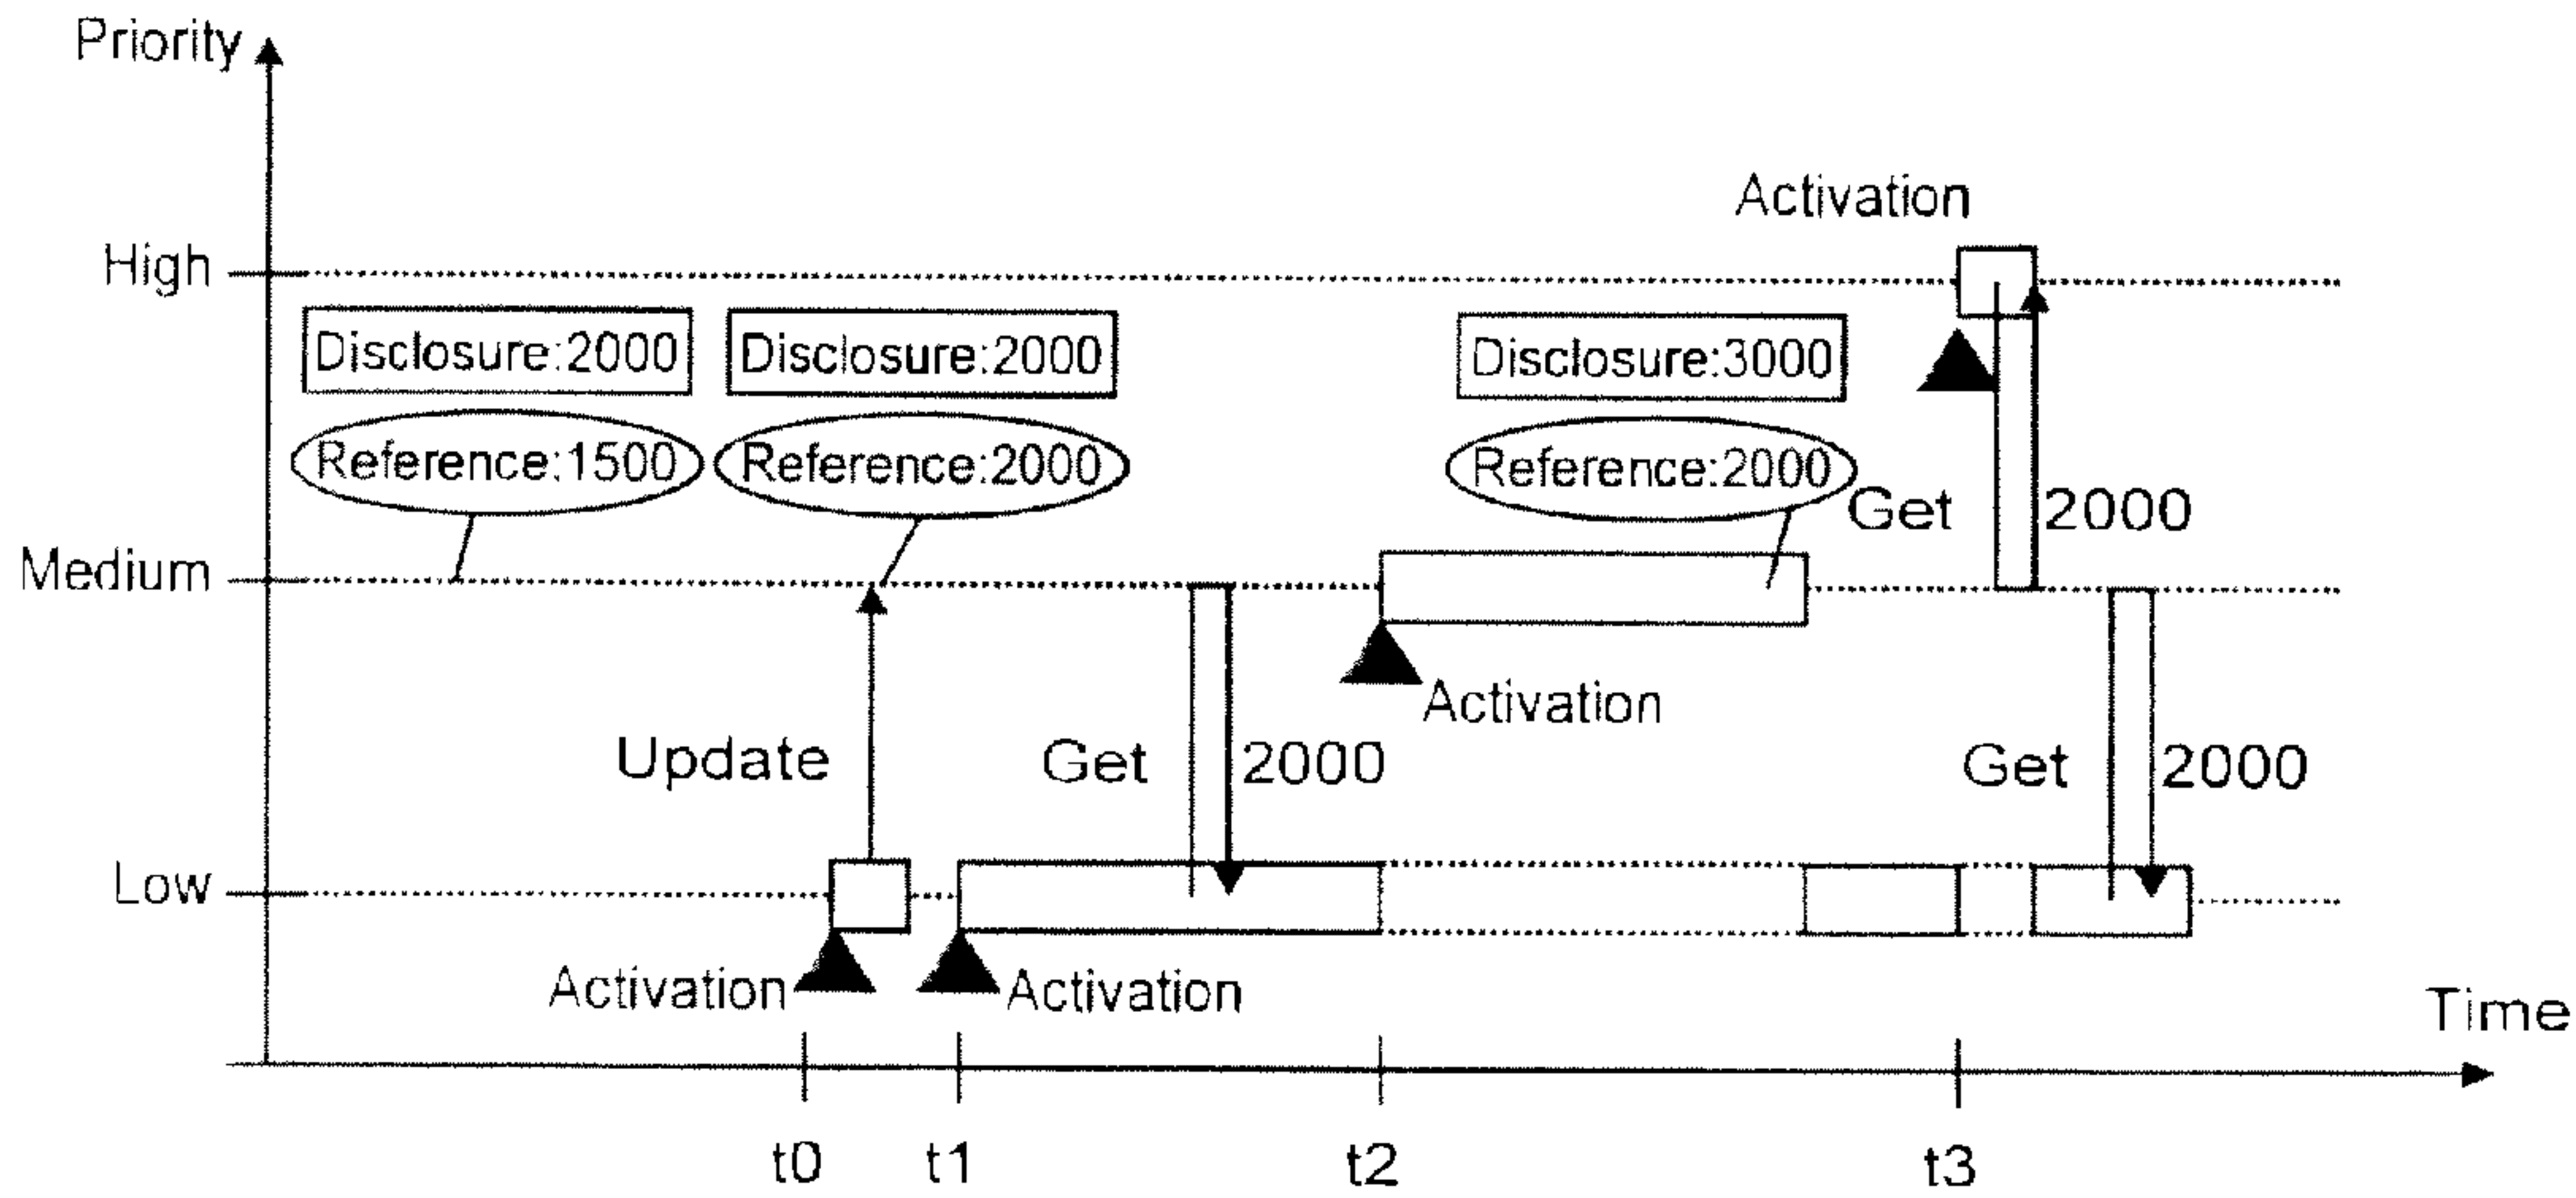 Priority
Activation
High
Disclosure:2000 Disclosure:2000 Disclosure:3000
Reference:1500 Reference:2000 Reference:2000
Get 2000
Medium
Activation
Update Get 2000 Get 2000
Low
Activation Activation
Time
t0 t1 t2 t3